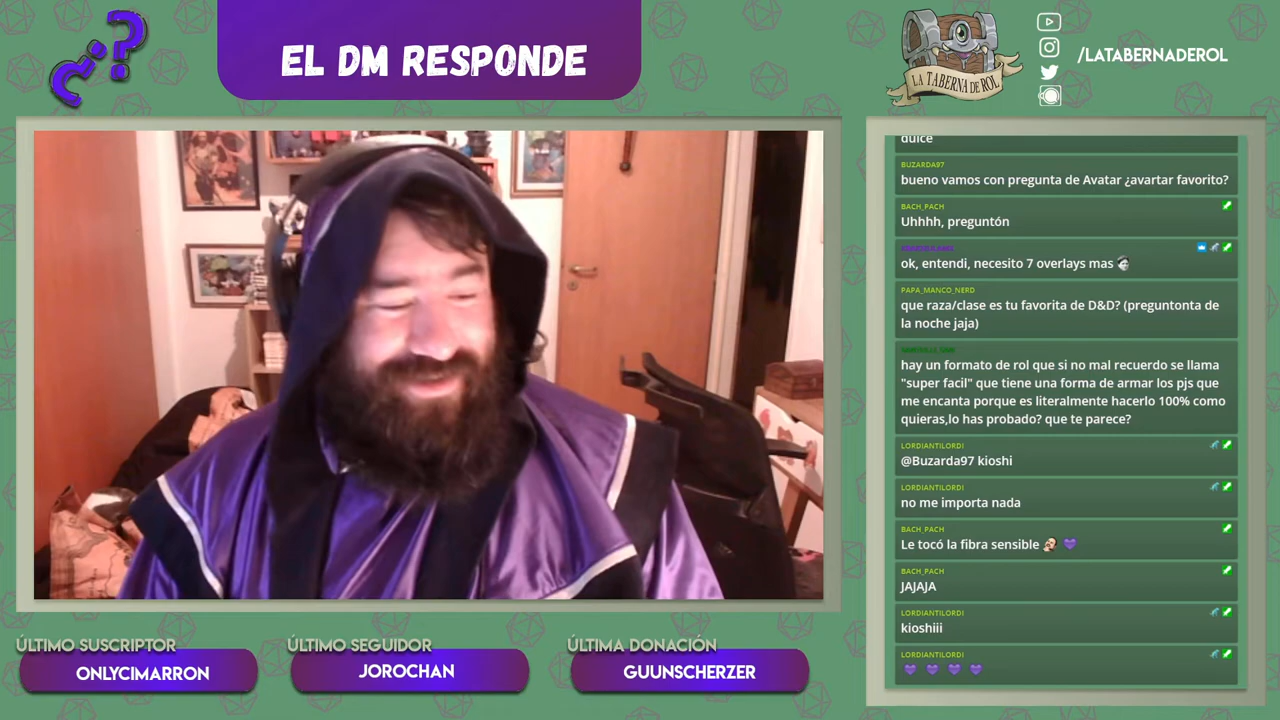 ¿?
EL DM RESPONDE
LA TABERNA DE ROL
/LATABERNADEROL
dulce
BUZARDA97
bueno vamos con pregunta de Avatar ¿avartar favorito?
BACH_PACH
Uhhhh, preguntón
ok, entendi, necesito 7 overlays mas
PAPA_MANCO_NERD
que raza/clase es tu favorita de D&D? (preguntonta de
la noche jaja)
hay un formato de rol que si no mal recuerdo se llama
"super facil" que tiene una forma de armar los pjs que
me encanta porque es literalmente hacerlo 100% como
quieras,lo has probado? que te parece?
LORDIANTILORDI
@Buzarda97 kioshi
LORDIANTILORDI
no me importa nada
BACH_PACH
Le tocó la fibra sensible
BACH_PACH
JAJAJA
LORDIANTILORDI
kioshiii
LORDIANTILORDI
ÚLTIMO SUSCRIPTOR
ONLYCIMARRON
ÚLTIMO SEGUIDOR
JOROCHAN
ÚLTIMA DONACIÓN
GUUNSCHERZER